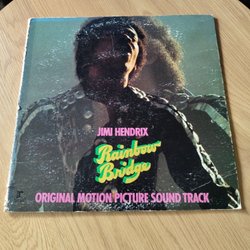 JIMI HENDRIX
Rainbow
Bridge
ORIGINAL MOTION PICTURE SOUND TRACK